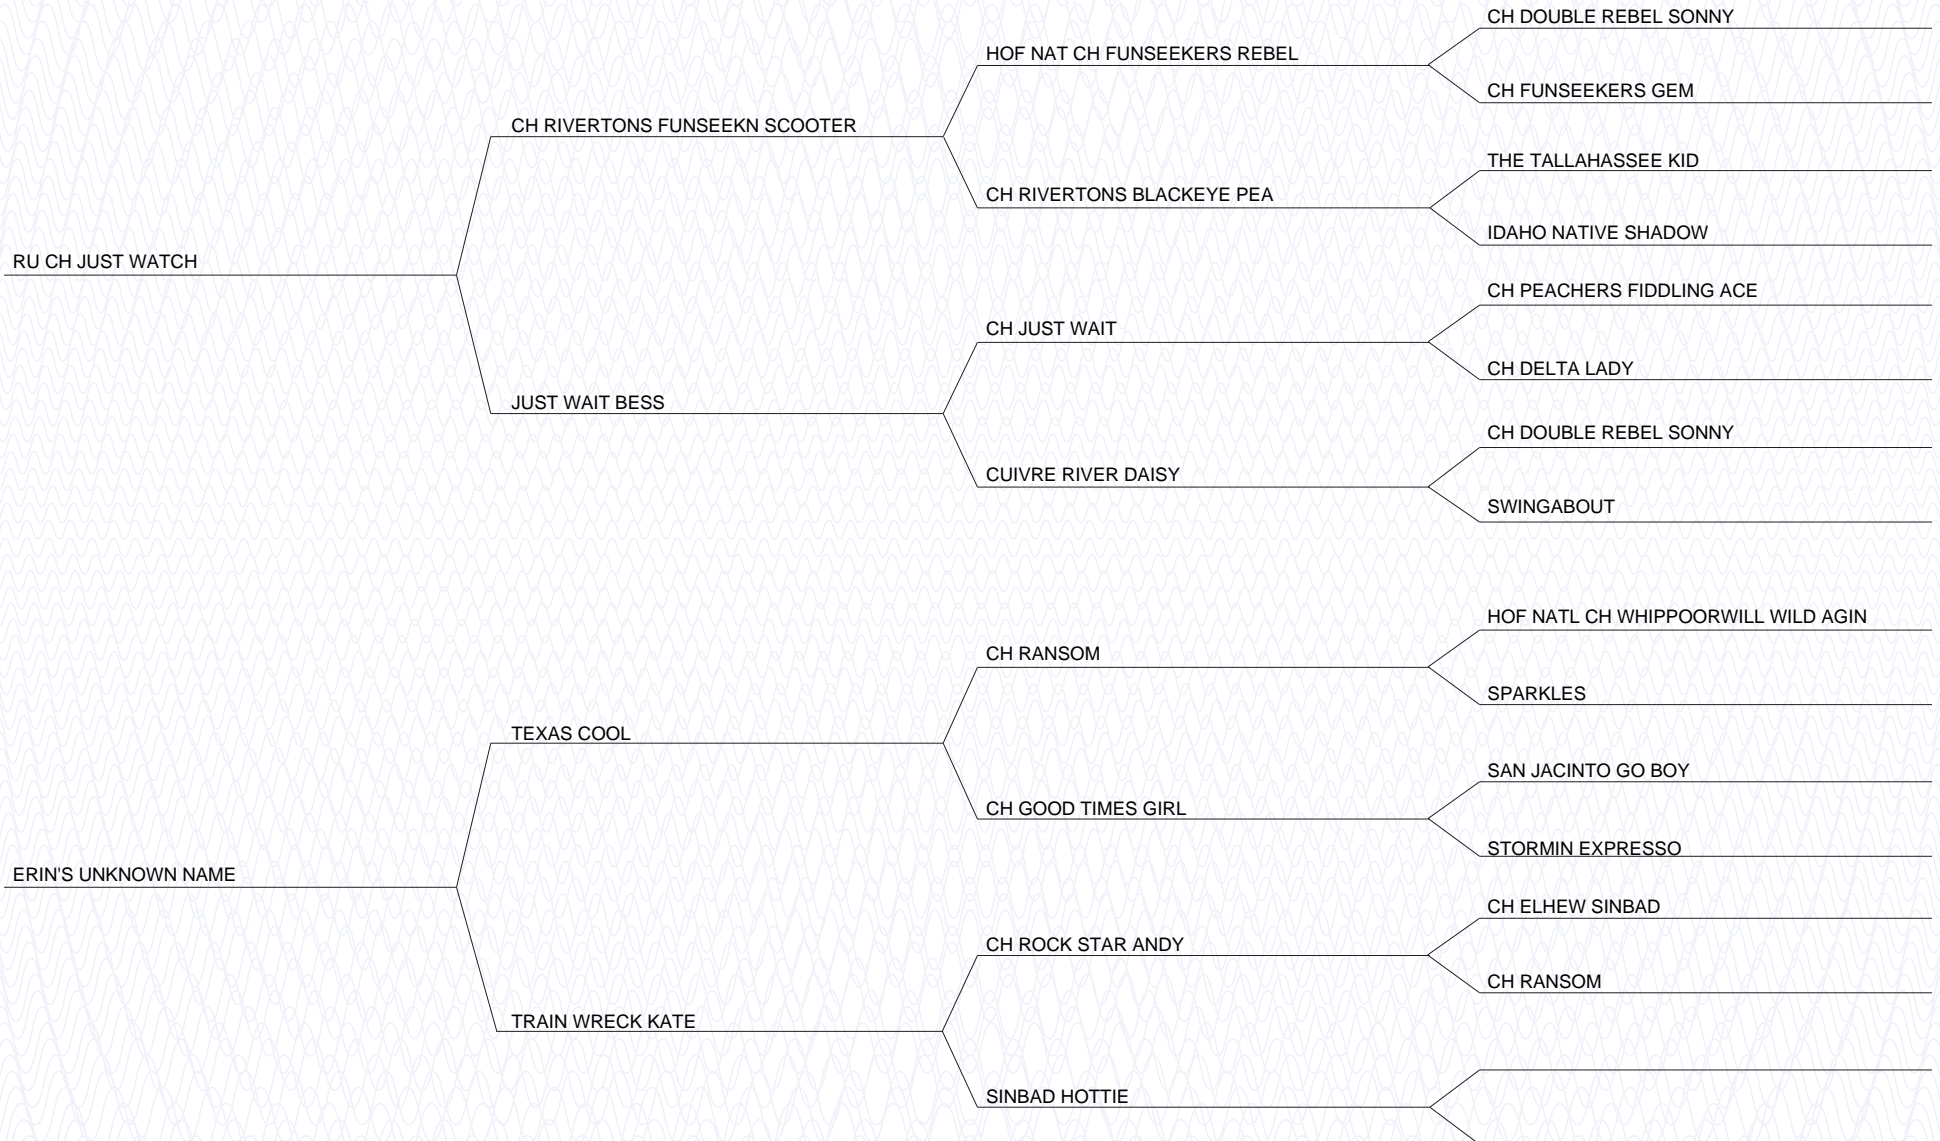 CH DOUBLE REBEL SONNY
HOF NAT CH FUNSEEKERS REBEL
CH FUNSEEKERS GEM
CH RIVERTONS FUNSEEKN SCOOTER
THE TALLAHASSEE KID
CH RIVERTONS BLACKEYE PEA
IDAHO NATIVE SHADOW
RU CH JUST WATCH
CH PEACHERS FIDDLING ACE
CH JUST WAIT
CH DELTA LADY
JUST WAIT BESS
CH DOUBLE REBEL SONNY
CUIVRE RIVER DAISY
SWINGABOUT
HOF NATL CH WHIPPOORWILL WILD AGIN
CH RANSOM
SPARKLES
TEXAS COOL
SAN JACINTO GO BOY
CH GOOD TIMES GIRL
STORMIN EXPRESSO
ERIN'S UNKNOWN NAME
CH ELHEW SINBAD
CH ROCK STAR ANDY
CH RANSOM
TRAIN WRECK KATE
SINBAD HOTTIE